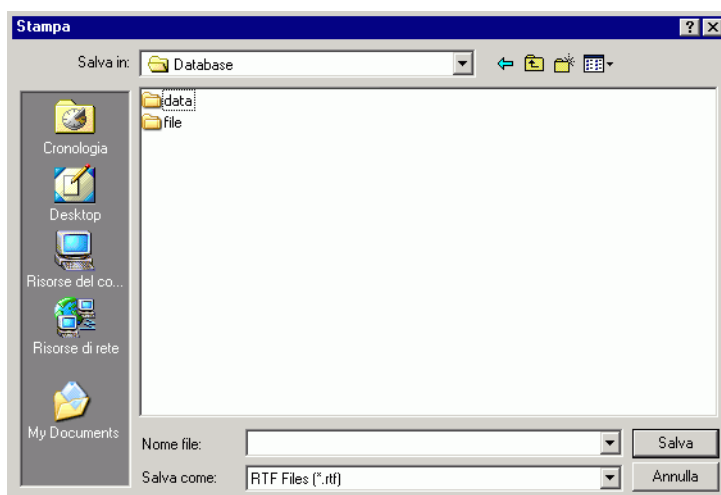 Stampa
Salva in: Database
data
file
Cronologia
Desktop
Risorse del co...
Risorse di rete
My Documents
Nome file: Salva
Salva come: RTF Files (*.rtf) Annulla